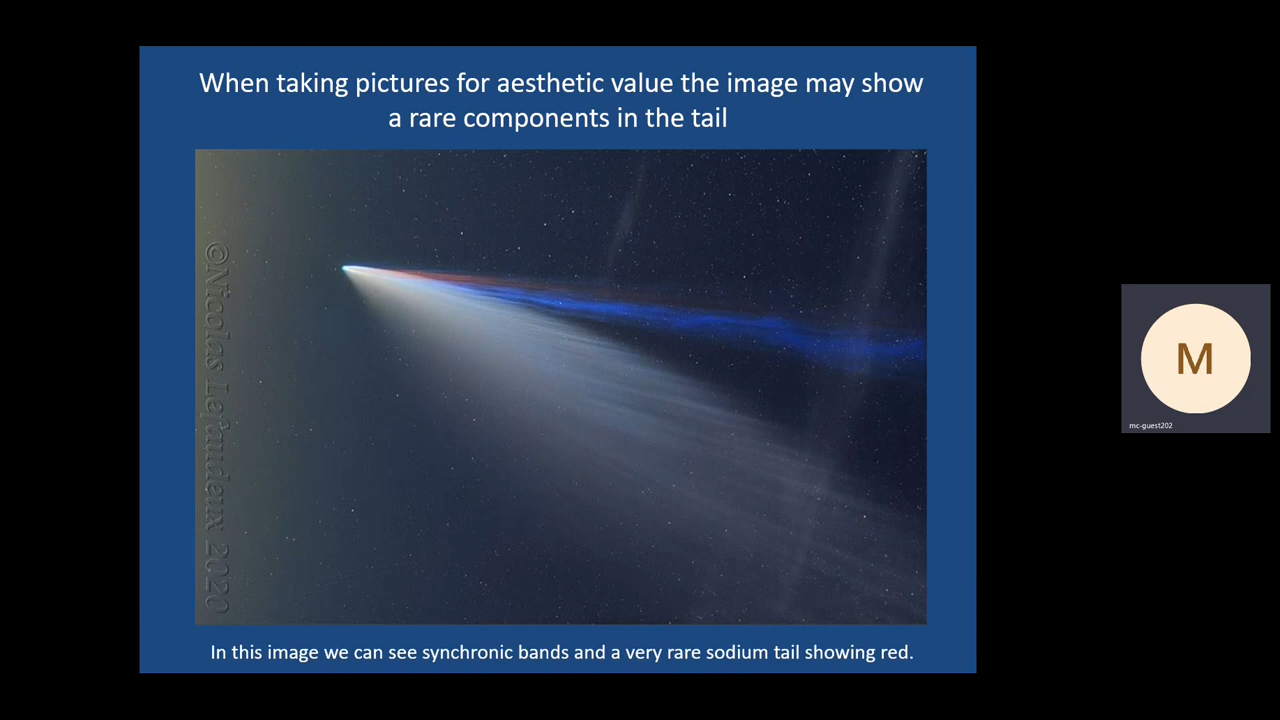 When taking pictures for aesthetic value the image may show
a rare components in the tail
©Nicolas Lefaudeux 2020
In this image we can see synchronic bands and a very rare sodium tail showing red.
M
mc-guest202